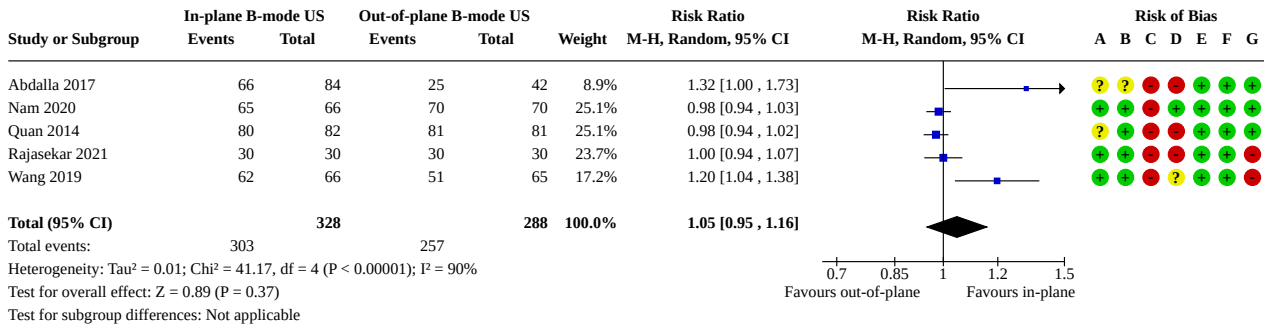 In-plane B-mode US Out-of-plane B-mode US Risk Ratio Risk Ratio Risk of Bias
Study or Subgroup Events Total Events Total Weight M-H, Random, 95% CI M-H, Random, 95% CI A B C D E F G
Abdalla 2017 66 84 25 42 8.9% 1.32 [1.00 , 1.73] ? ? - - + + +
Nam 2020 65 66 70 70 25.1% 0.98 [0.94 , 1.03] + + - + + + +
Quan 2014 80 82 81 81 25.1% 0.98 [0.94 , 1.02] ? + - - + + +
Rajasekar 2021 30 30 30 30 23.7% 1.00 [0.94 , 1.07] + + - - + + -
Wang 2019 62 66 51 65 17.2% 1.20 [1.04 , 1.38] + + - ? + + -
Total (95% CI) 328 288 100.0% 1.05 [0.95 , 1.16]
Total events: 303 257
Heterogeneity: Tau² = 0.01; Chi² = 41.17, df = 4 (P < 0.00001); I² = 90%
0.7 0.85 1 1.2 1.5
Test for overall effect: Z = 0.89 (P = 0.37)
Favours out-of-plane Favours in-plane
Test for subgroup differences: Not applicable